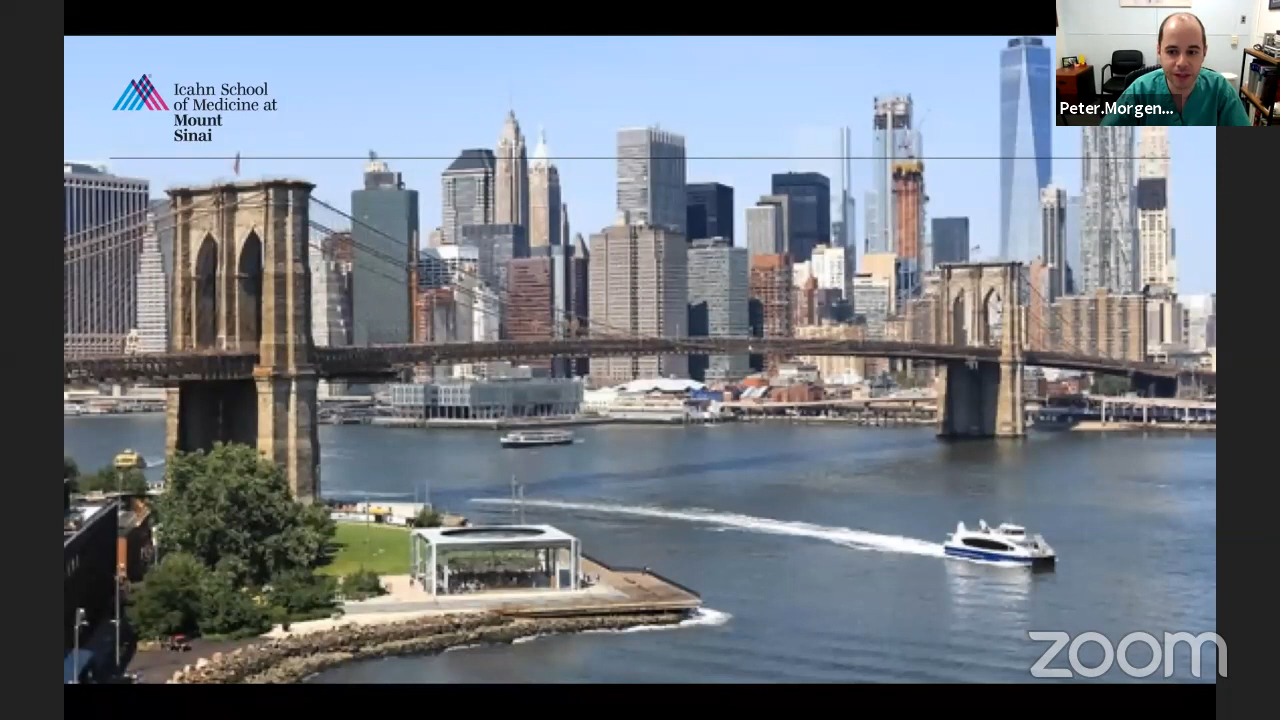 Icahn School
of Medicine at
Mount
Sinai
Peter.Morgen...
zoom